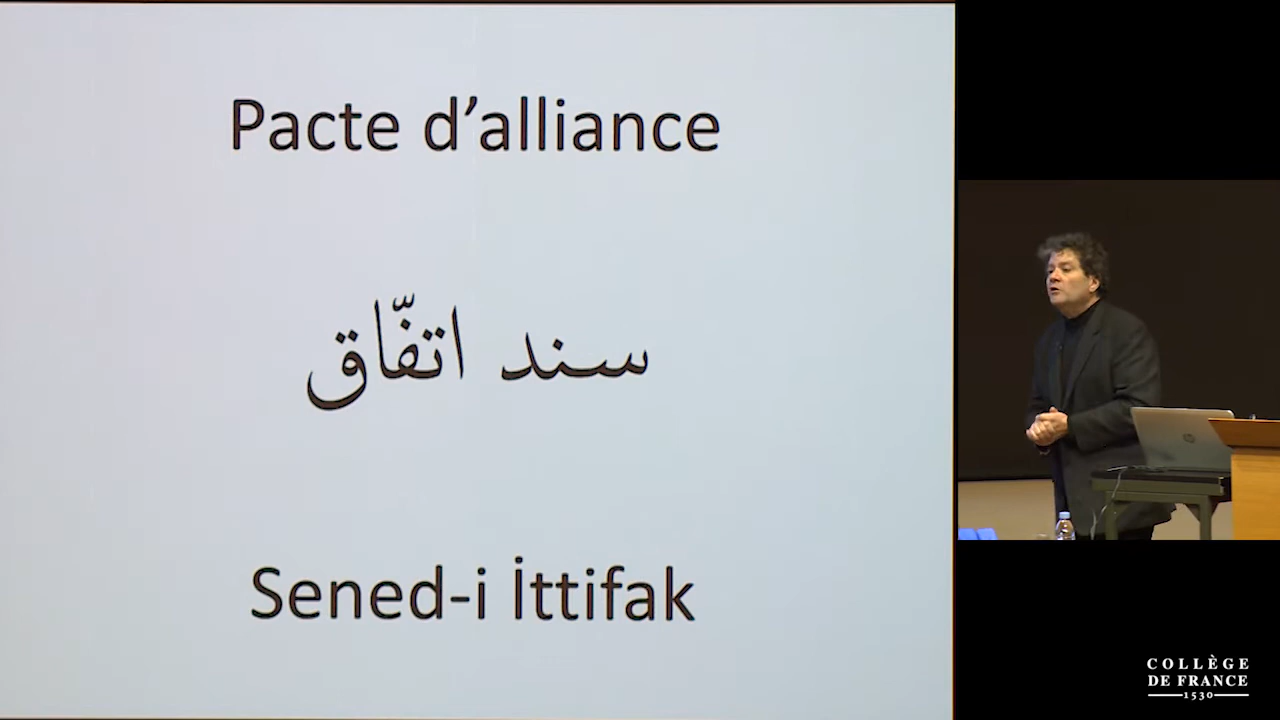 Pacte d’alliance
سند اتفّاق
Sened-i İttifak
COLLÈGE
DE FRANCE
1530